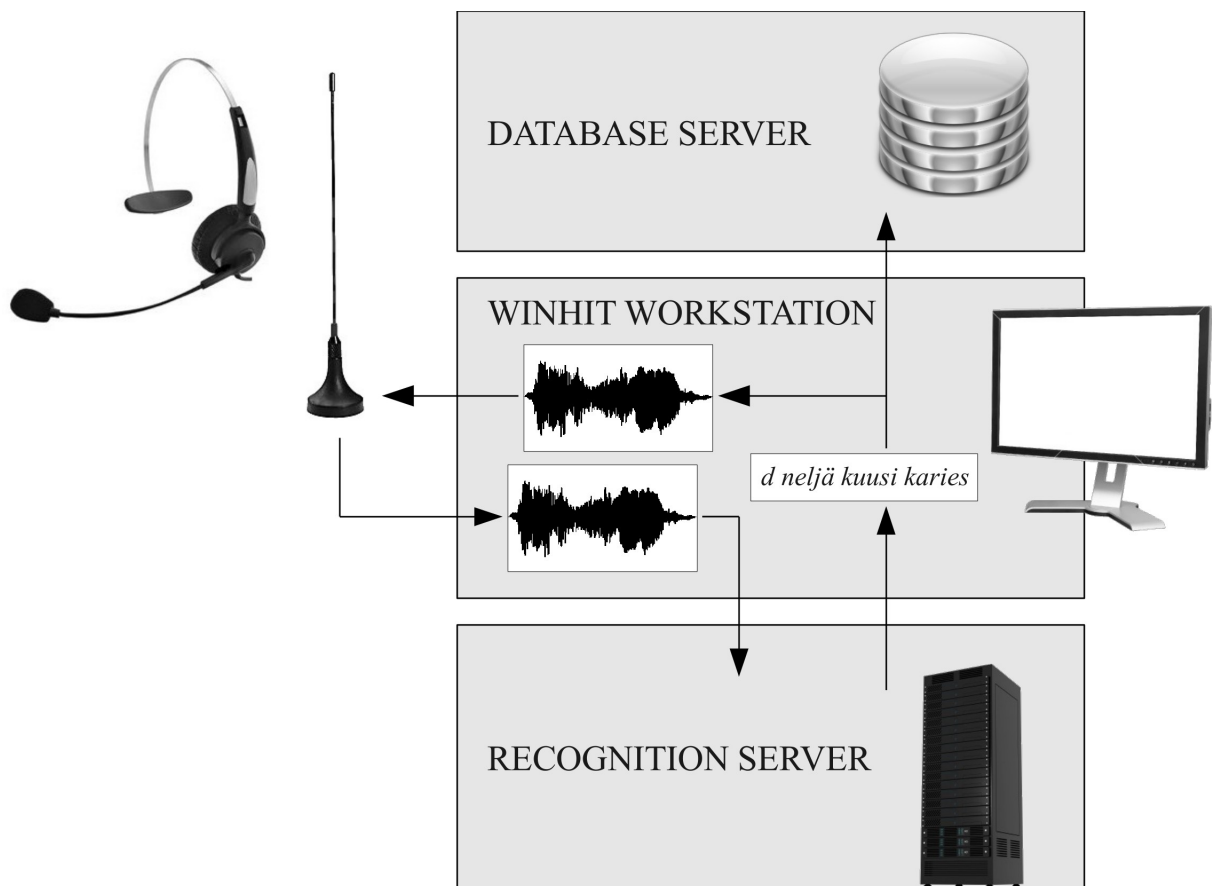 DATABASE SERVER
WINHIT WORKSTATION
d neljä kuusi karies
RECOGNITION SERVER